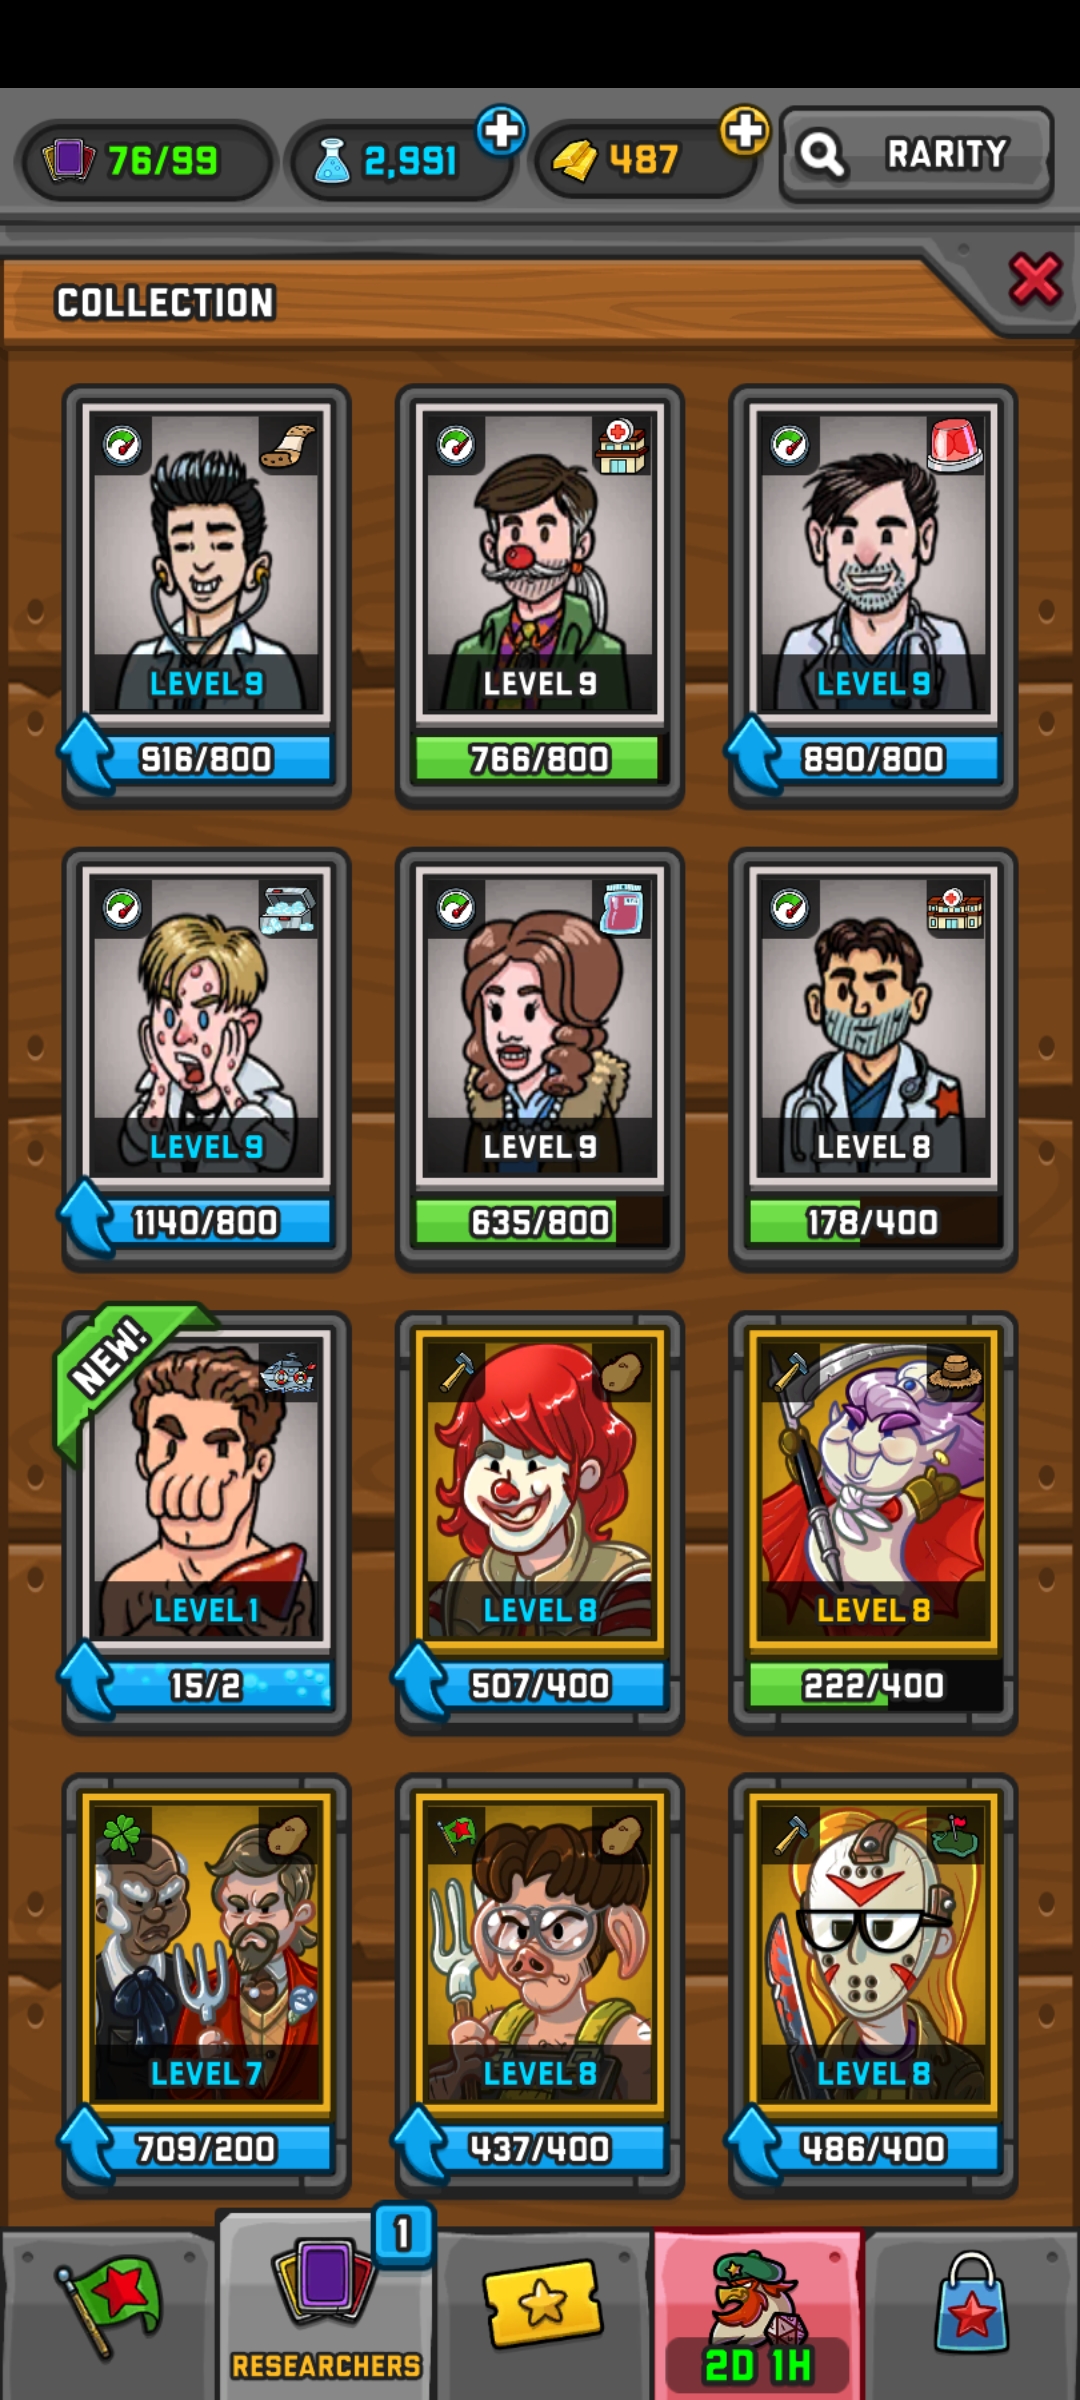 76/99
2,991
487
RARITY
COLLECTION
LEVEL 9
LEVEL 9
LEVEL 9
916/800
766/800
890/800
LEVEL 9
LEVEL 9
LEVEL 8
1140/800
635/800
178/400
NEW!
LEVEL 1
LEVEL 8
LEVEL 8
15/2
507/400
222/400
LEVEL 7
LEVEL 8
LEVEL 8
709/200
437/400
486/400
1
RESEARCHERS
2D 1H